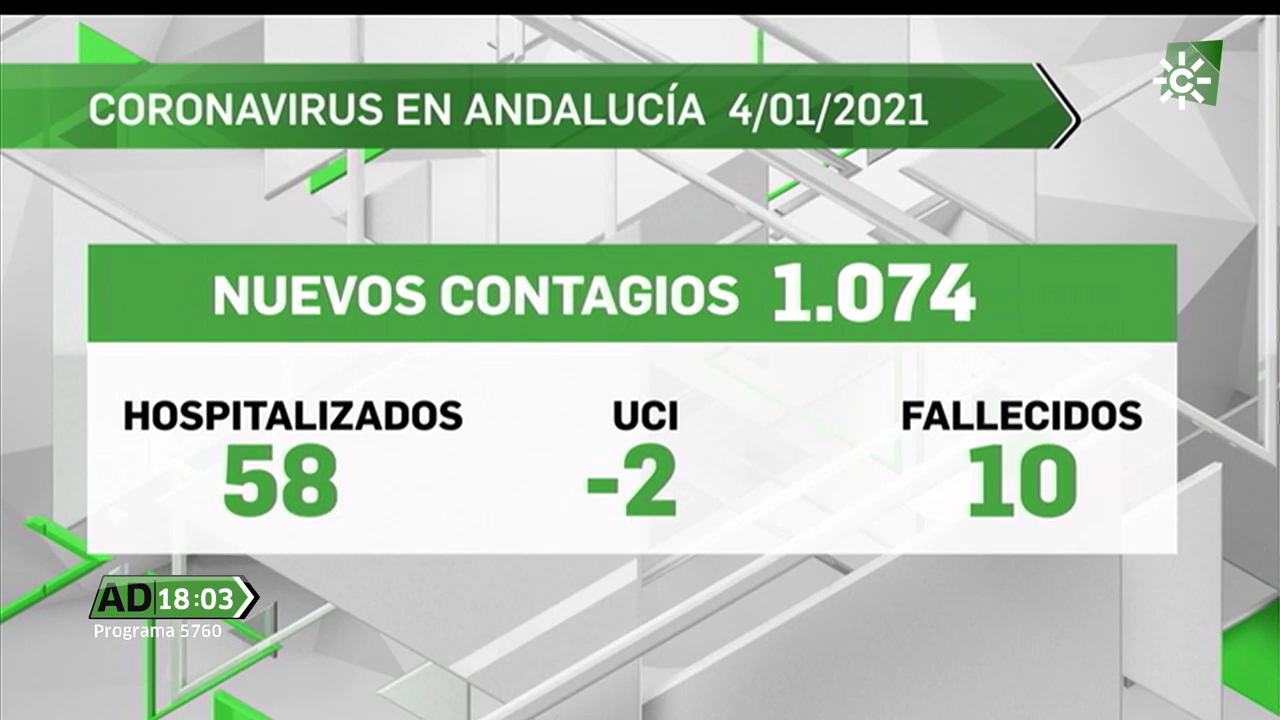 CORONAVIRUS EN ANDALUCÍA 4/01/2021
C
NUEVOS CONTAGIOS 1.074
HOSPITALIZADOS UCI FALLECIDOS
58 -2 10
AD 18:03
Programa 5760